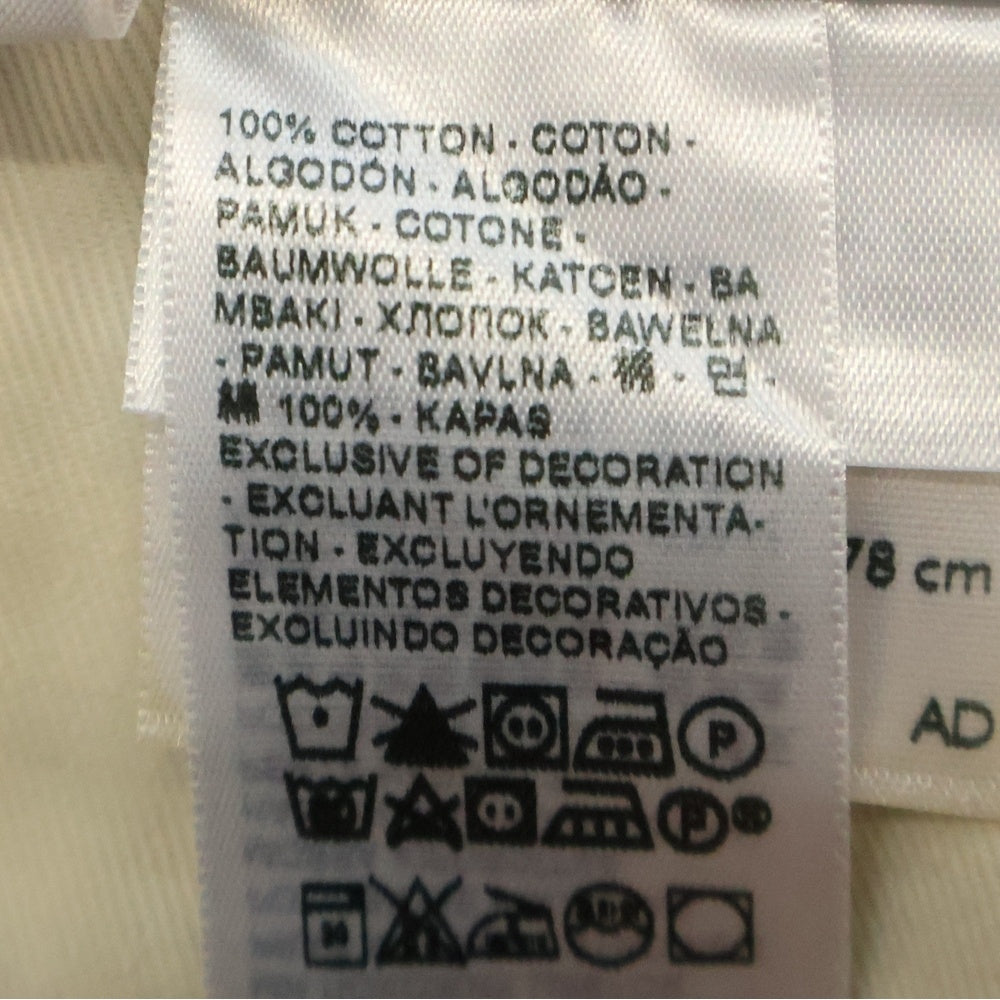 100% COTTON - COTON -
ALGODÓN - ALGODÃO -
PAMUK - COTONE -
BAUMWOLLE - KATOEN - BA
MBAKI - ХЛОПОК - BAWEŁNA
- PAMUT - BAVLNA - 棉 - 면 -
綿 100% - KAPAS
EXCLUSIVE OF DECORATION
- EXCLUANT L'ORNEMENTA-
TION - EXCLUYENDO
ELEMENTOS DECORATIVOS -
EXCLUINDO DECORAÇÃO
P
P
78 cm
AD